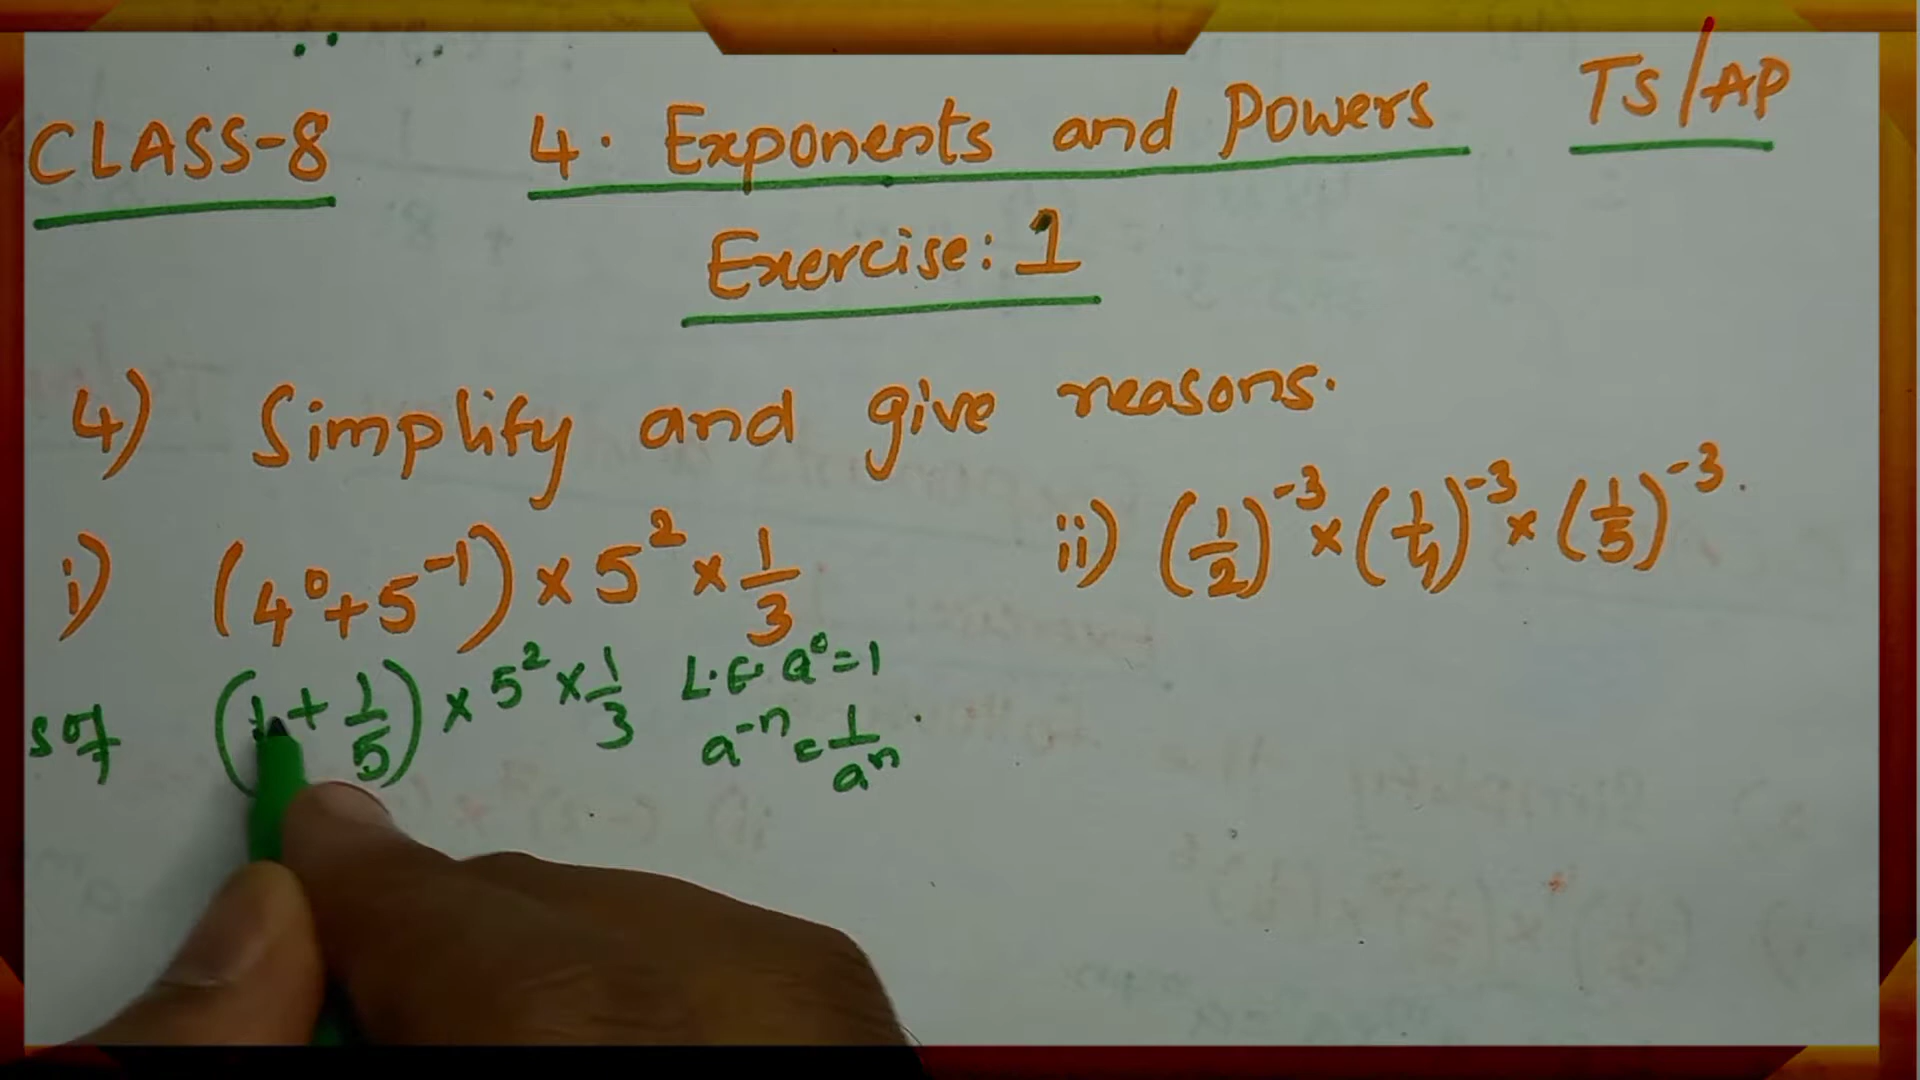 CLASS-8 4. Exponents and Powers TS/AP
Exercise: 1
4) Simplify and give reasons.
i) (4⁰+5⁻¹) × 5² × 1/3 ii) (1/2)⁻³ × (1/4)⁻³ × (1/5)⁻³.
sol (1 + 1/5) × 5² × 1/3 L.E. a⁰=1
a⁻ⁿ = 1/aⁿ